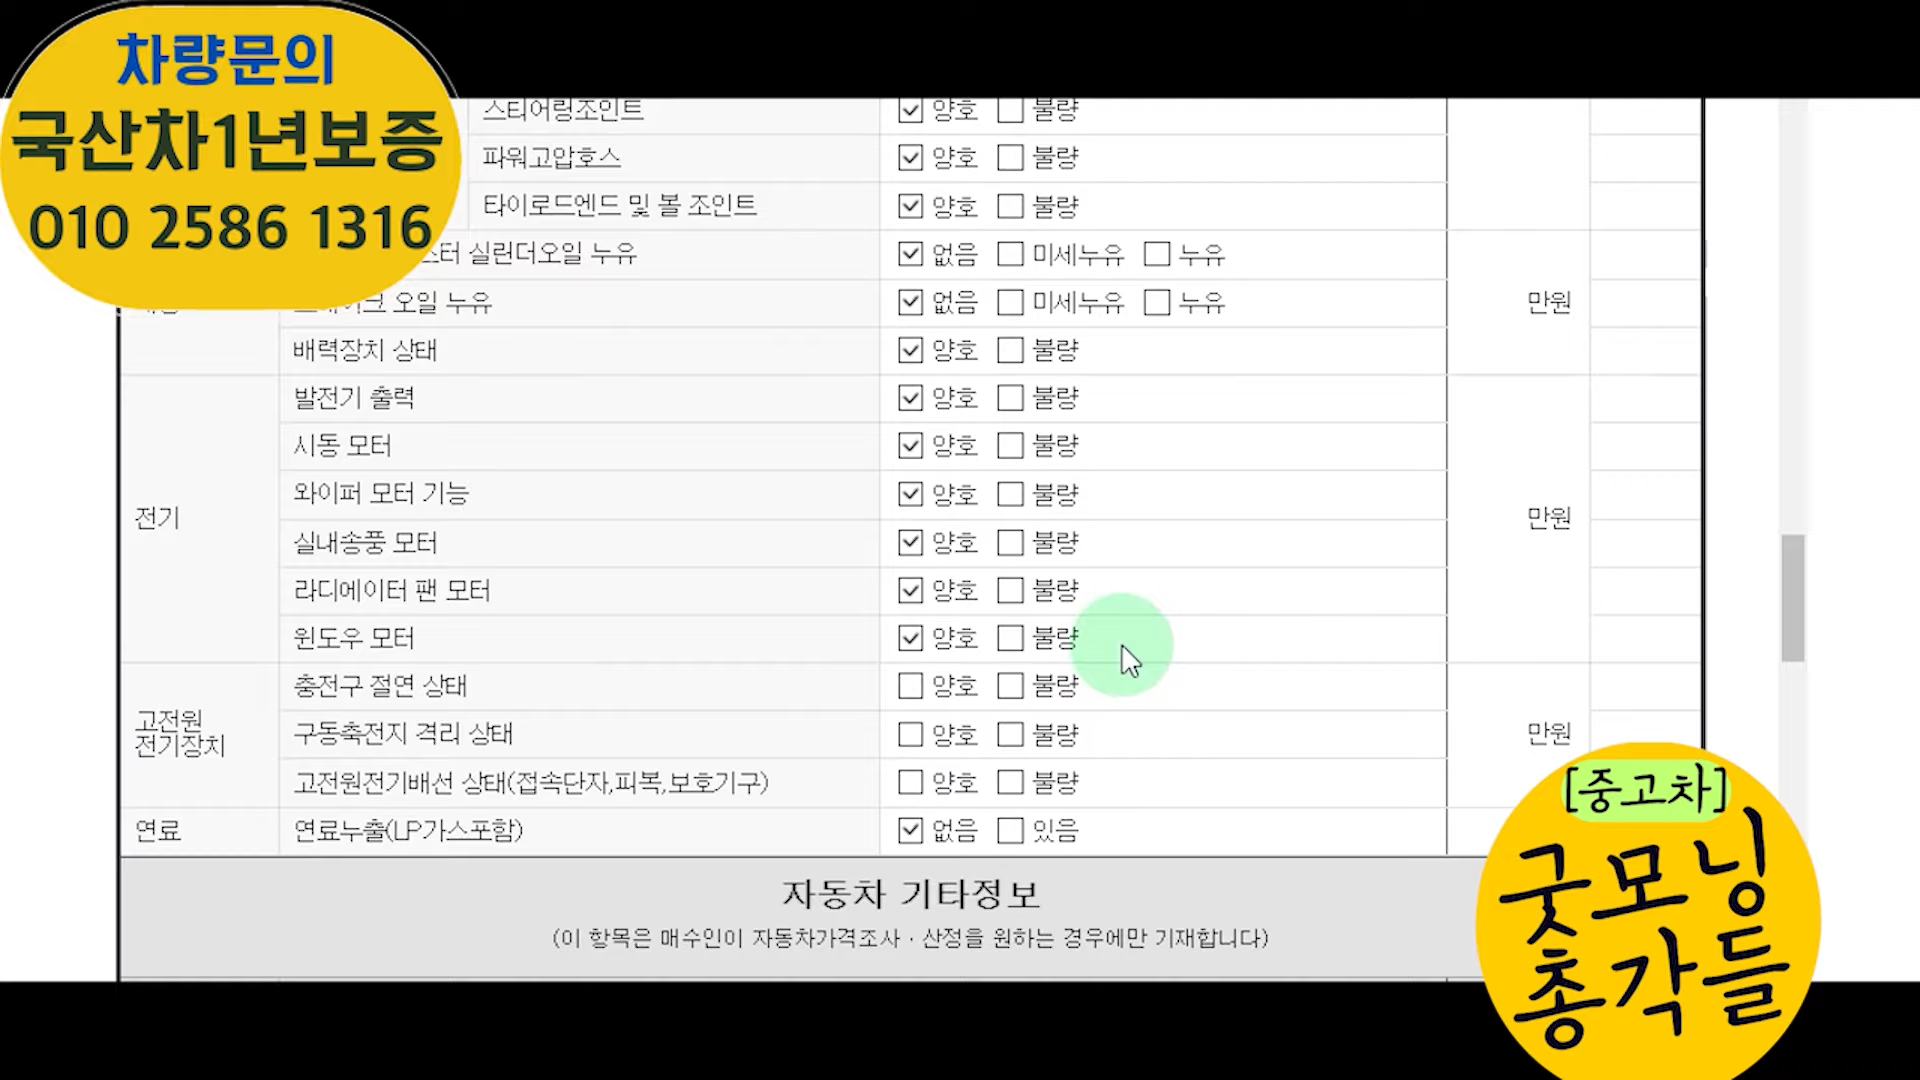 차량문의
국산차1년보증
010 2586 1316
스티어링조인트 양호 불량
파워고압호스 양호 불량
타이로드엔드 및 볼 조인트 양호 불량
실린더오일 누유 없음 미세누유 누유
오일 누유 없음 미세누유 누유 만원
배력장치 상태 양호 불량
발전기 출력 양호 불량
시동 모터 양호 불량
와이퍼 모터 기능 양호 불량
전기 만원
실내송풍 모터 양호 불량
라디에이터 팬 모터 양호 불량
윈도우 모터 양호 불량
충전구 절연 상태 양호 불량
고전원
전기장치
구동축전지 격리 상태 양호 불량 만원
고전원전기배선 상태(접속단자,피복,보호기구) 양호 불량
연료 연료누출(LP가스포함) 없음 있음
자동차 기타정보
(이 항목은 매수인이 자동차가격조사 · 산정을 원하는 경우에만 기재합니다)
[중고차]
굿모닝
총각들